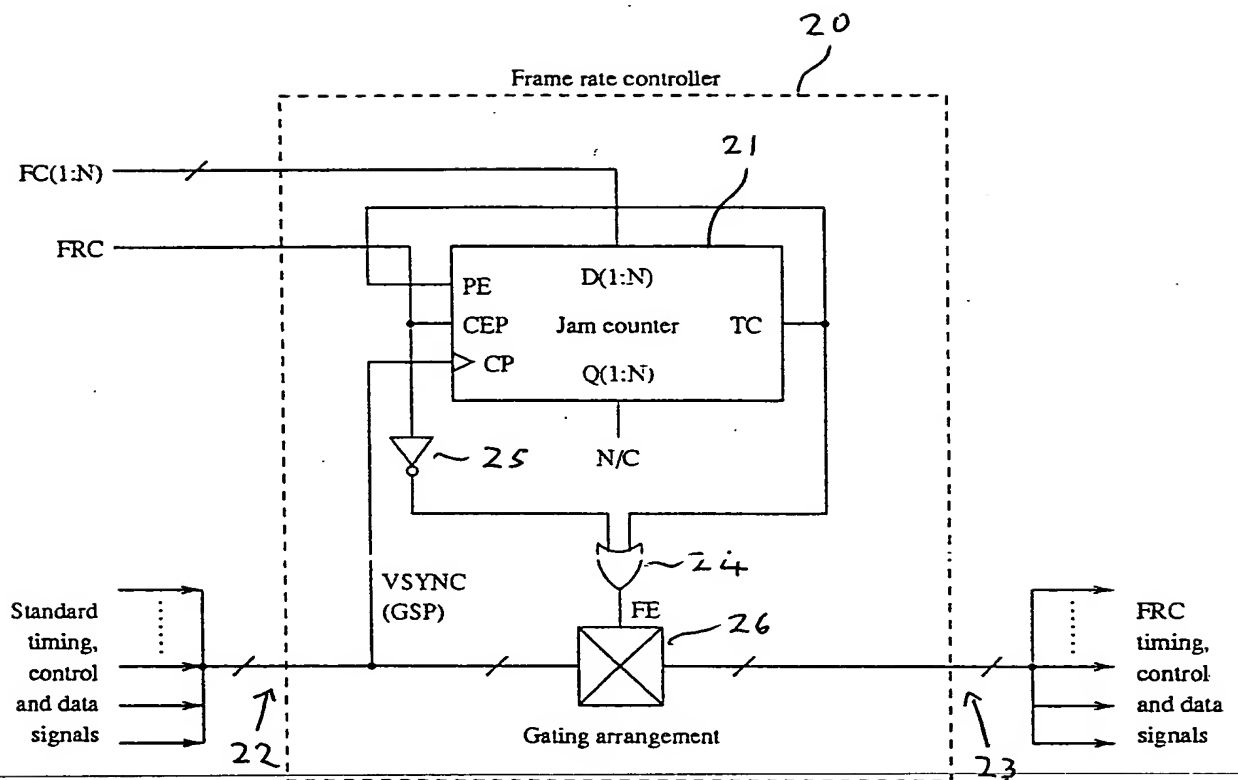 20
Frame rate controller
21
FC(1:N)
FRC
D(1:N)
PE
CEP
Jam counter
TC
CP
Q(1:N)
25
N/C
24
VSYNC
(GSP)
FE
26
Standard
timing,
control
and data
signals
FRC
timing,
control
and data
signals
22
Gating arrangement
23